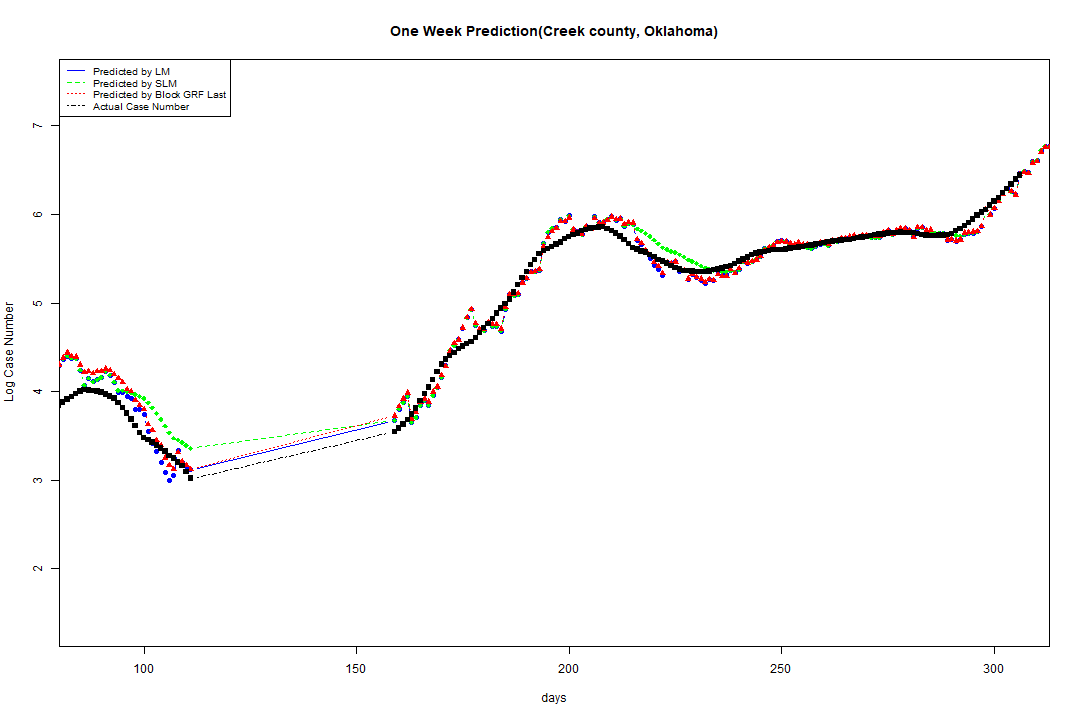 One Week Prediction(Creek county, Oklahoma)
Predicted by LM
Predicted by SLM
Predicted by Block GRF Last
Actual Case Number
7
6
5
4
3
2
Log Case Number
100 150 200 250 300
days